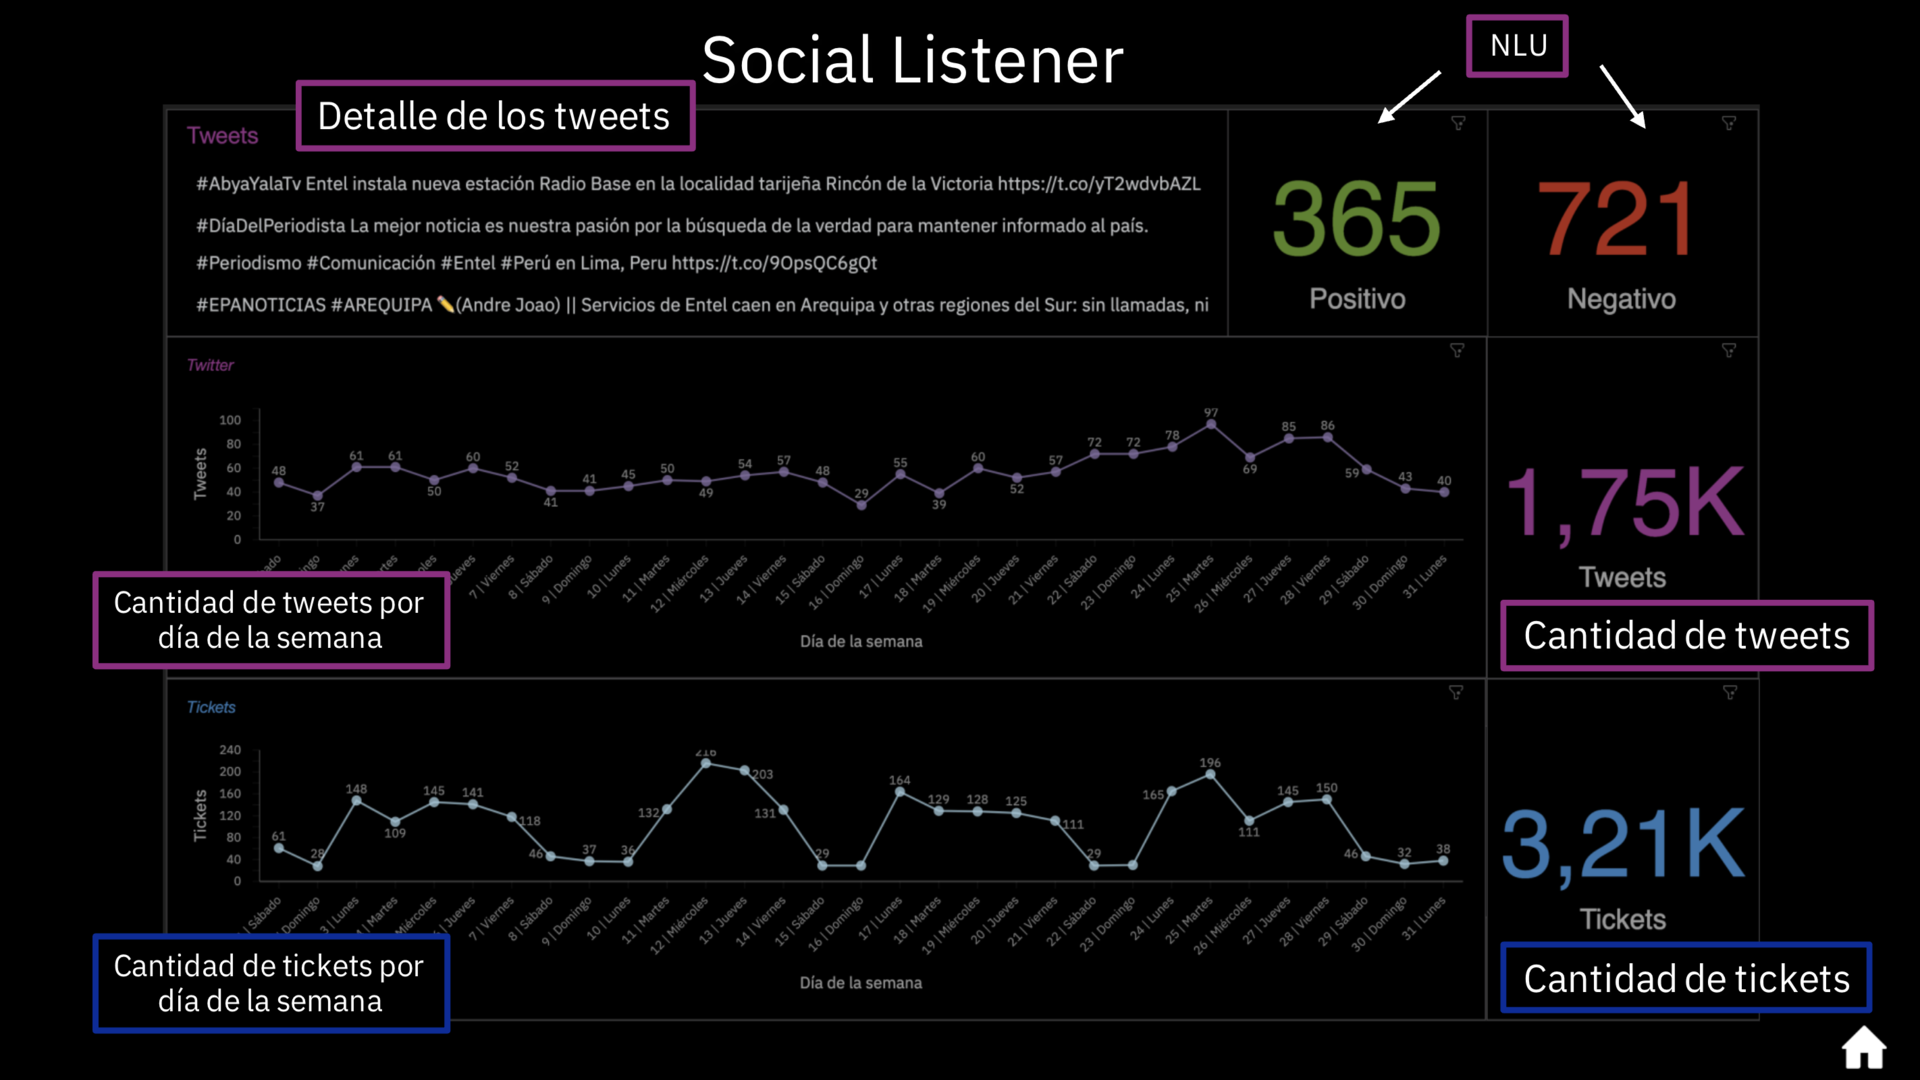 Social Listener
NLU
Detalle de los tweets
Tweets
#AbyaYalaTv Entel instala nueva estación Radio Base en la localidad tarijeña Rincón de la Victoria https://t.co/yT2wdvbAZL
#DíaDelPeriodista La mejor noticia es nuestra pasión por la búsqueda de la verdad para mantener informado al país.
#Periodismo #Comunicación #Entel #Perú en Lima, Peru https://t.co/9OpsQC6gQt
#EPANOTICIAS #AREQUIPA ✏️(Andre Joao) || Servicios de Entel caen en Arequipa y otras regiones del Sur: sin llamadas, ni
365
Positivo
721
Negativo
Twitter
Tweets
100
80
60
40
20
0
48
37
61
61
50
60
52
41
41
45
50
49
54
57
48
29
55
39
60
52
57
72
72
78
97
69
85
86
59
43
40
7 | Viernes
8 | Sábado
9 | Domingo
10 | Lunes
11 | Martes
12 | Miércoles
13 | Jueves
14 | Viernes
15 | Sábado
16 | Domingo
17 | Lunes
18 | Martes
19 | Miércoles
20 | Jueves
21 | Viernes
22 | Sábado
23 | Domingo
24 | Lunes
25 | Martes
26 | Miércoles
27 | Jueves
28 | Viernes
29 | Sábado
30 | Domingo
31 | Lunes
Día de la semana
1,75K
Tweets
Cantidad de tweets por
día de la semana
Cantidad de tweets
Tickets
Tickets
240
200
160
120
80
40
0
61
28
148
109
145
141
118
46
37
36
132
216
203
131
29
164
129
128
125
111
29
165
196
111
145
150
46
32
38
| Sábado
Domingo
3 | Lunes
| Martes
Miércoles
| Jueves
7 | Viernes
8 | Sábado
9 | Domingo
10 | Lunes
11 | Martes
12 | Miércoles
13 | Jueves
14 | Viernes
15 | Sábado
16 | Domingo
17 | Lunes
18 | Martes
19 | Miércoles
20 | Jueves
21 | Viernes
22 | Sábado
23 | Domingo
24 | Lunes
25 | Martes
26 | Miércoles
27 | Jueves
28 | Viernes
29 | Sábado
30 | Domingo
31 | Lunes
Día de la semana
3,21K
Tickets
Cantidad de tickets por
día de la semana
Cantidad de tickets